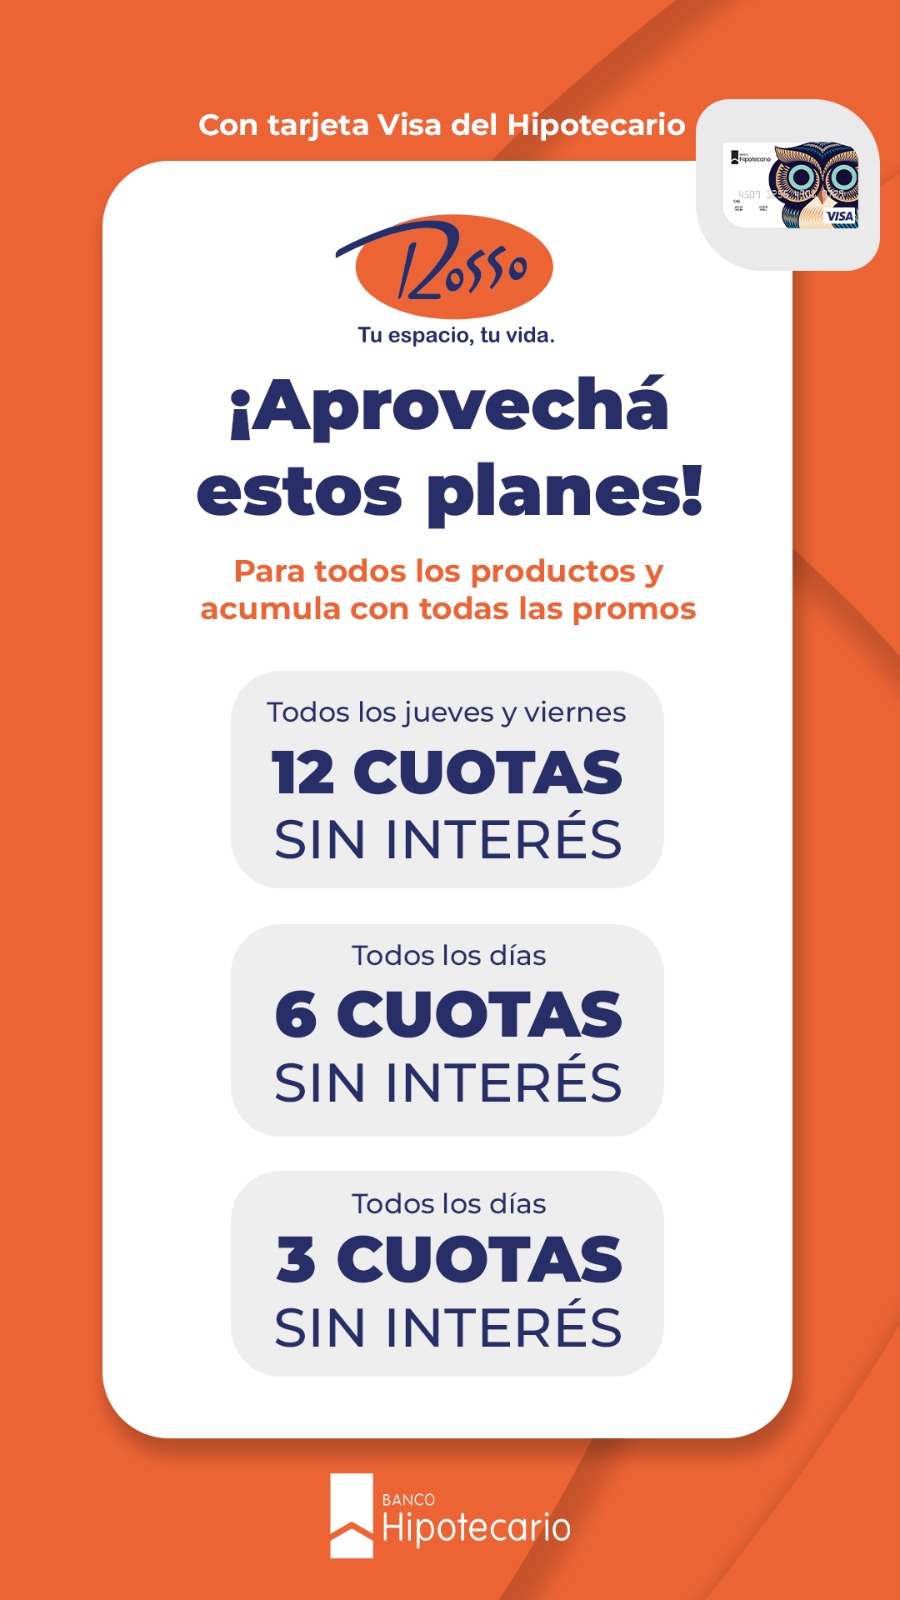 Con tarjeta Visa del Hipotecario
Hipotecario
VISA
Rosso
Tu espacio, tu vida.
¡Aprovechá
estos planes!
Para todos los productos y
acumula con todas las promos
Todos los jueves y viernes
12 CUOTAS
SIN INTERÉS
Todos los días
6 CUOTAS
SIN INTERÉS
Todos los días
3 CUOTAS
SIN INTERÉS
BANCO
Hipotecario